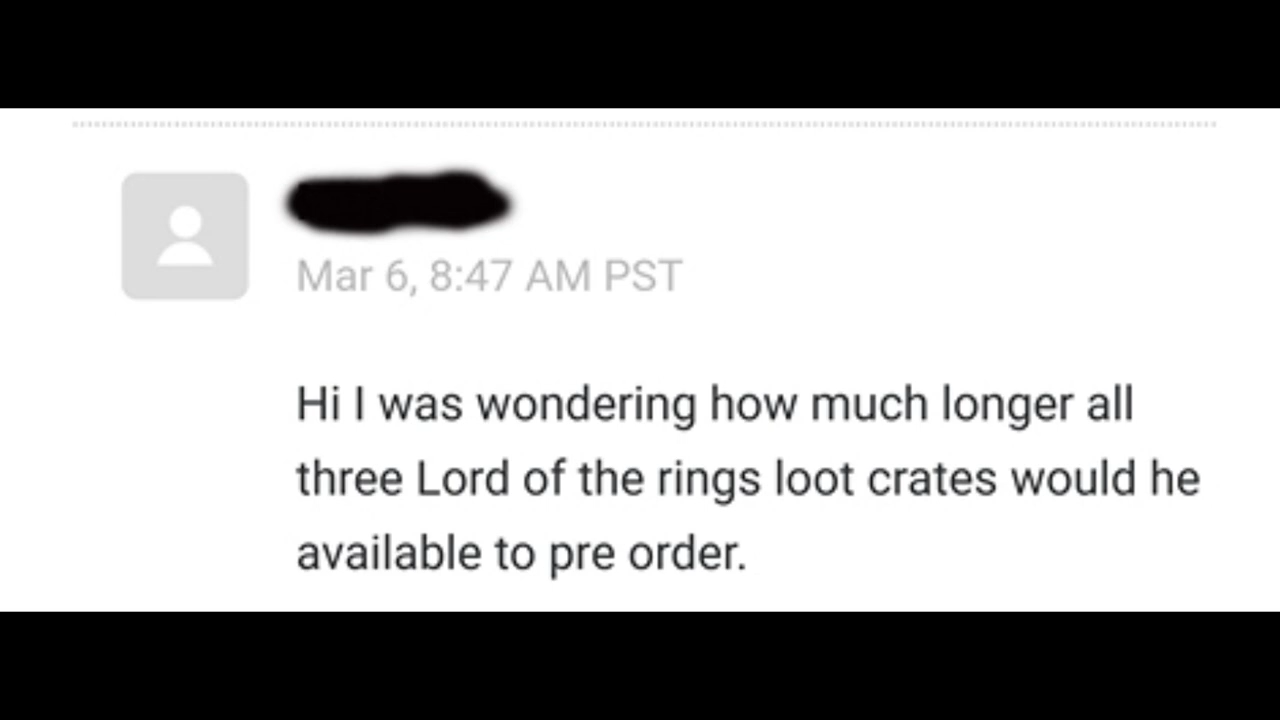 Mar 6, 8:47 AM PST
Hi I was wondering how much longer all
three Lord of the rings loot crates would he
available to pre order.